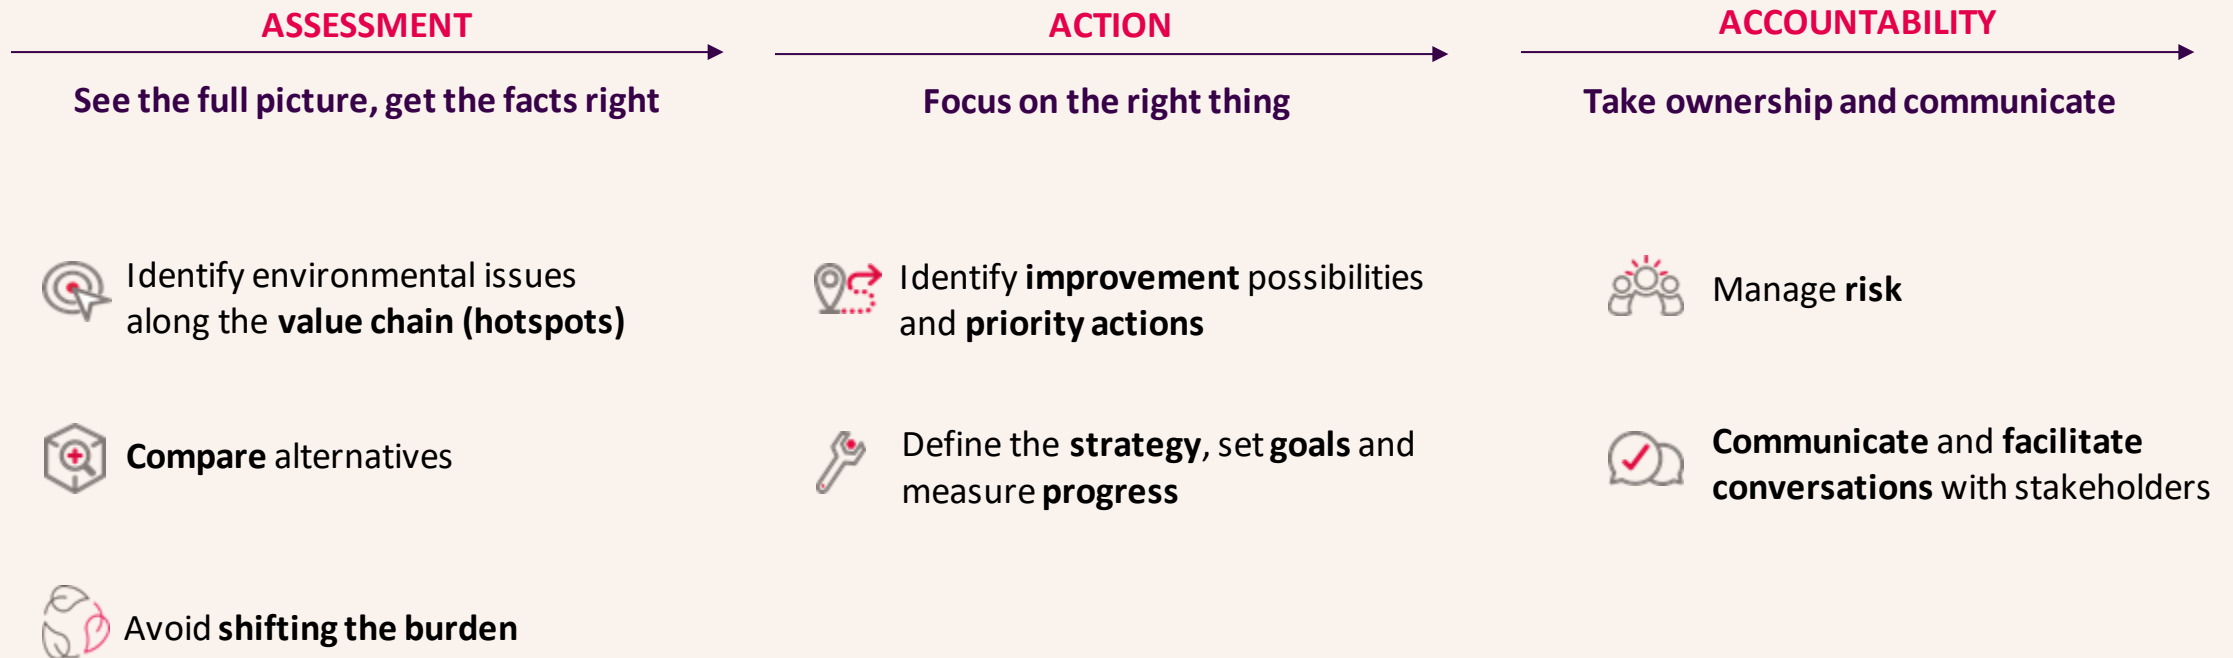 ASSESSMENT
See the full picture, get the facts right
Identify environmental issues
along the value chain (hotspots)
Compare alternatives
Avoid shifting the burden
ACTION
Focus on the right thing
Identify improvement possibilities
and priority actions
Define the strategy, set goals and
measure progress
ACCOUNTABILITY
Take ownership and communicate
Manage risk
Communicate and facilitate
conversations with stakeholders